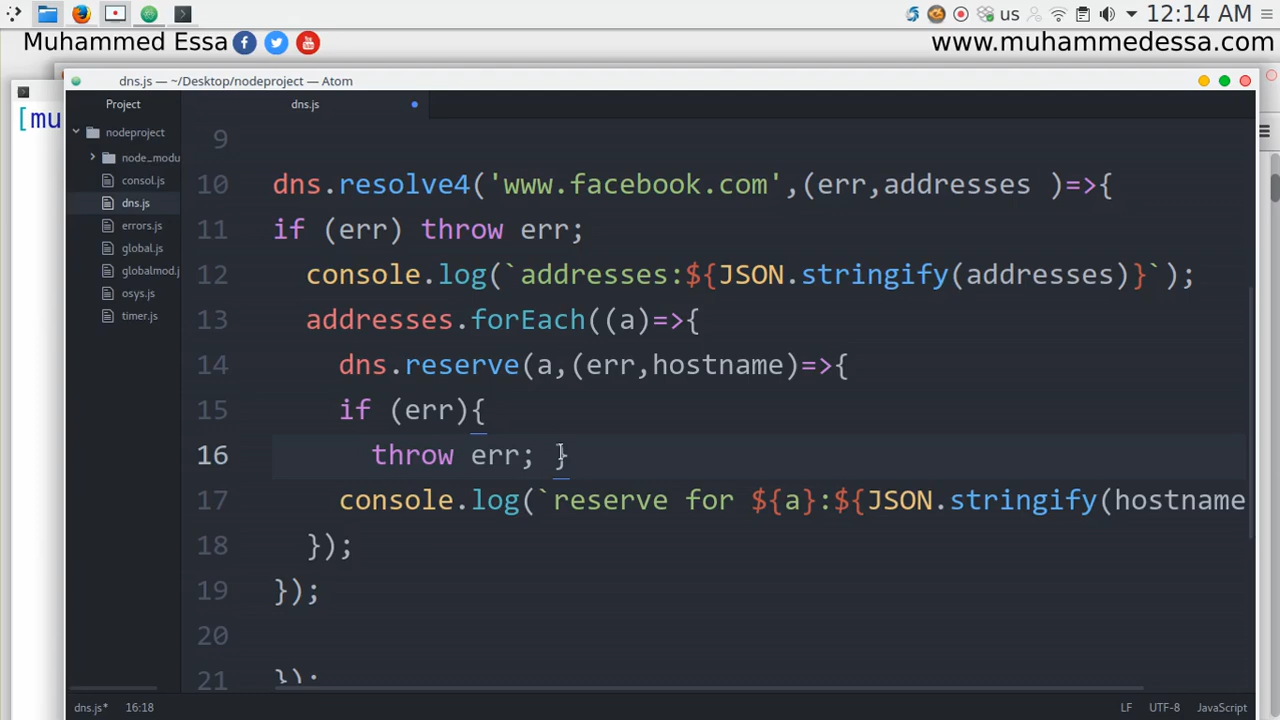 us 12:14 AM
Muhammed Essa www.muhammedessa.com
dns.js — ~/Desktop/nodeproject — Atom
Project dns.js
nodeproject
node_modu
consol.js
dns.js
errors.js
global.js
globalmod.j
osys.js
timer.js
[mu
9
10 dns.resolve4('www.facebook.com',(err,addresses )=>{
11 if (err) throw err;
12 console.log(`addresses:${JSON.stringify(addresses)}`);
13 addresses.forEach((a)=>{
14 dns.reserve(a,(err,hostname)=>{
15 if (err){
16 throw err; }
17 console.log(`reserve for ${a}:${JSON.stringify(hostname
18 });
19 });
20
21 });
dns.js* 16:18 LF UTF-8 JavaScript